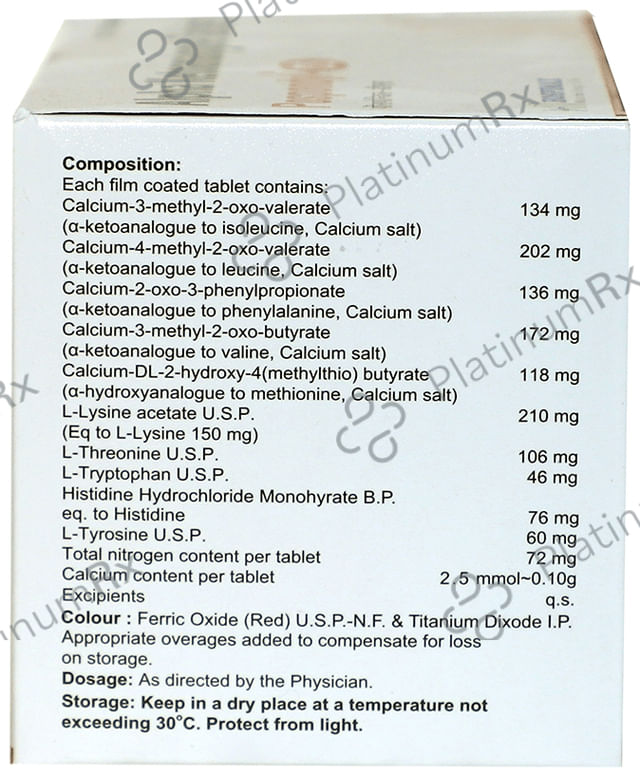 Composition:
Each film coated tablet contains:
Calcium-3-methyl-2-oxo-valerate 134 mg
(α-ketoanalogue to isoleucine, Calcium salt)
Calcium-4-methyl-2-oxo-valerate 202 mg
(α-ketoanalogue to leucine, Calcium salt)
Calcium-2-oxo-3-phenylpropionate 136 mg
(α-ketoanalogue to phenylalanine, Calcium salt)
Calcium-3-methyl-2-oxo-butyrate 172 mg
(α-ketoanalogue to valine, Calcium salt)
Calcium-DL-2-hydroxy-4(methylthio) butyrate 118 mg
(α-hydroxyanalogue to methionine, Calcium salt)
L-Lysine acetate U.S.P. 210 mg
(Eq to L-Lysine 150 mg)
L-Threonine U.S.P. 106 mg
L-Tryptophan U.S.P. 46 mg
Histidine Hydrochloride Monohyrate B.P.
eq. to Histidine 76 mg
L-Tyrosine U.S.P. 60 mg
Total nitrogen content per tablet 72 mg
Calcium content per tablet 2.5 mmol~0.10g
Excipients q.s.
Colour : Ferric Oxide (Red) U.S.P.-N.F. & Titanium Dixode I.P.
Appropriate overages added to compensate for loss
on storage.
Dosage: As directed by the Physician.
Storage: Keep in a dry place at a temperature not
exceeding 30°C. Protect from light.
PlatinumRx
PlatinumRx
PlatinumRx